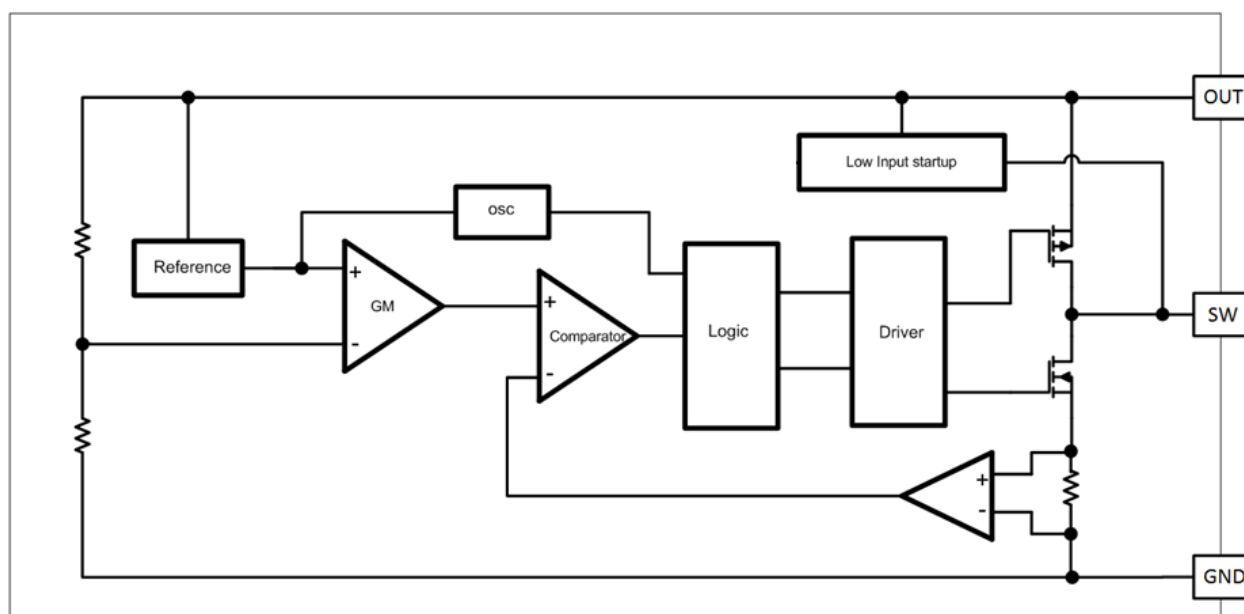 OUT
Low Input startup
osc
Reference
+
GM
-
+
Comparator
-
Logic
Driver
SW
+
-
GND